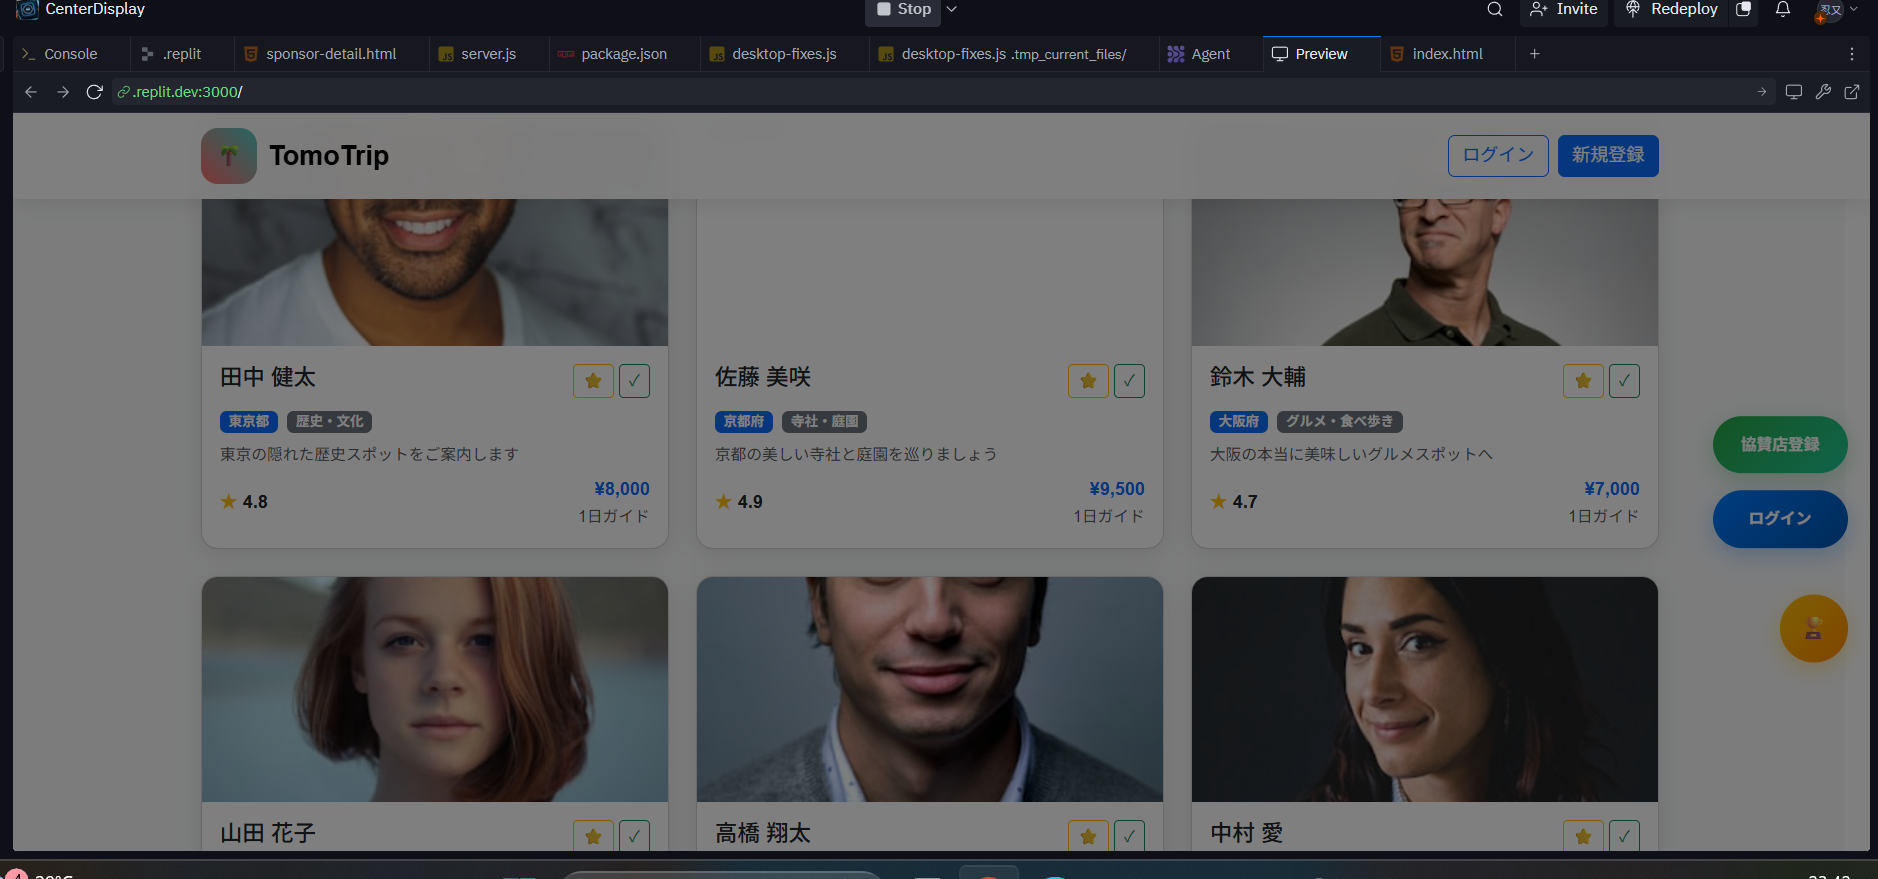 CenterDisplay
Stop
Invite
Redeploy
Console
.replit
sponsor-detail.html
server.js
package.json
desktop-fixes.js
desktop-fixes.js .tmp_current_files/
Agent
Preview
index.html
.replit.dev:3000/
TomoTrip
ログイン
新規登録
田中 健太
東京都 歴史・文化
東京の隠れた歴史スポットをご案内します
★ 4.8
¥8,000
1日ガイド
佐藤 美咲
京都府 寺社・庭園
京都の美しい寺社と庭園を巡りましょう
★ 4.9
¥9,500
1日ガイド
鈴木 大輔
大阪府 グルメ・食べ歩き
大阪の本当に美味しいグルメスポットへ
★ 4.7
¥7,000
1日ガイド
協賛店登録
ログイン
山田 花子
高橋 翔太
中村 愛